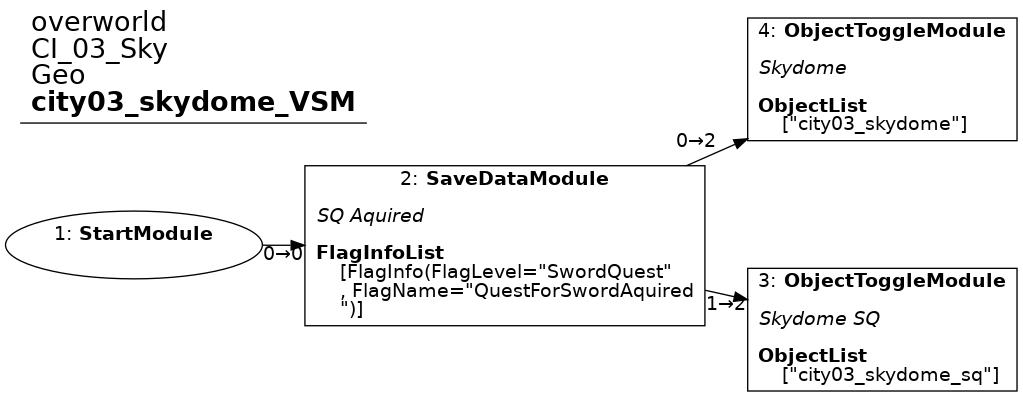 overworld
CI_03_Sky
Geo
city03_skydome_VSM
1: StartModule
0→0
2: SaveDataModule
SQ Aquired
FlagInfoList
[FlagInfo(FlagLevel="SwordQuest"
, FlagName="QuestForSwordAquired
")]
0→2
4: ObjectToggleModule
Skydome
ObjectList
["city03_skydome"]
1→2
3: ObjectToggleModule
Skydome SQ
ObjectList
["city03_skydome_sq"]